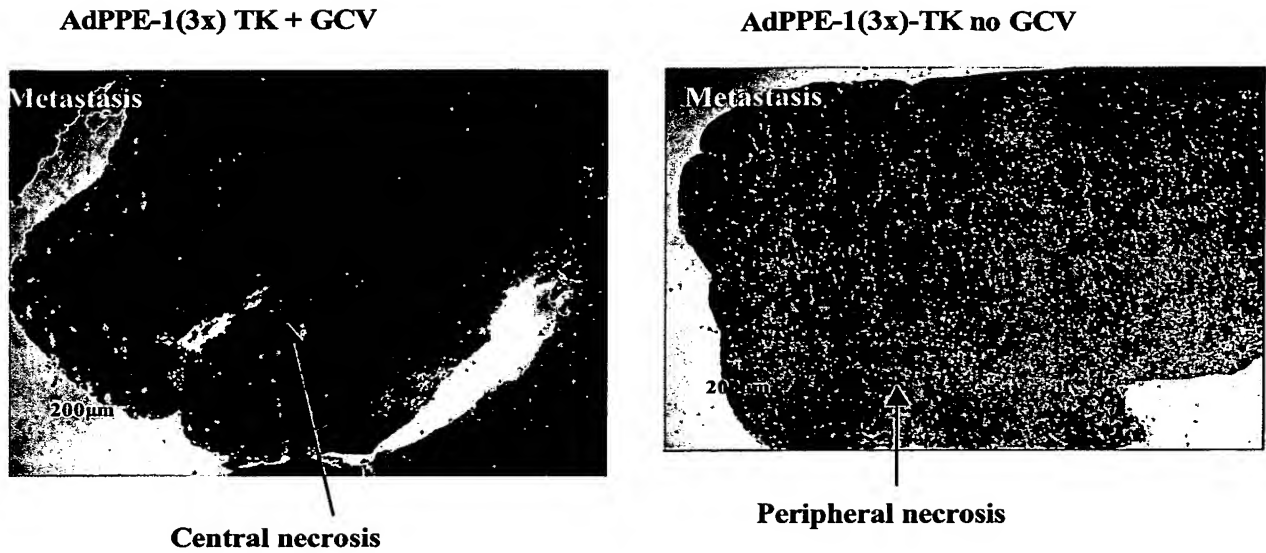 AdPPE-1(3x) TK + GCV
AdPPE-1(3x)-TK no GCV
Metastasis
Metastasis
200µm
Central necrosis
Peripheral necrosis